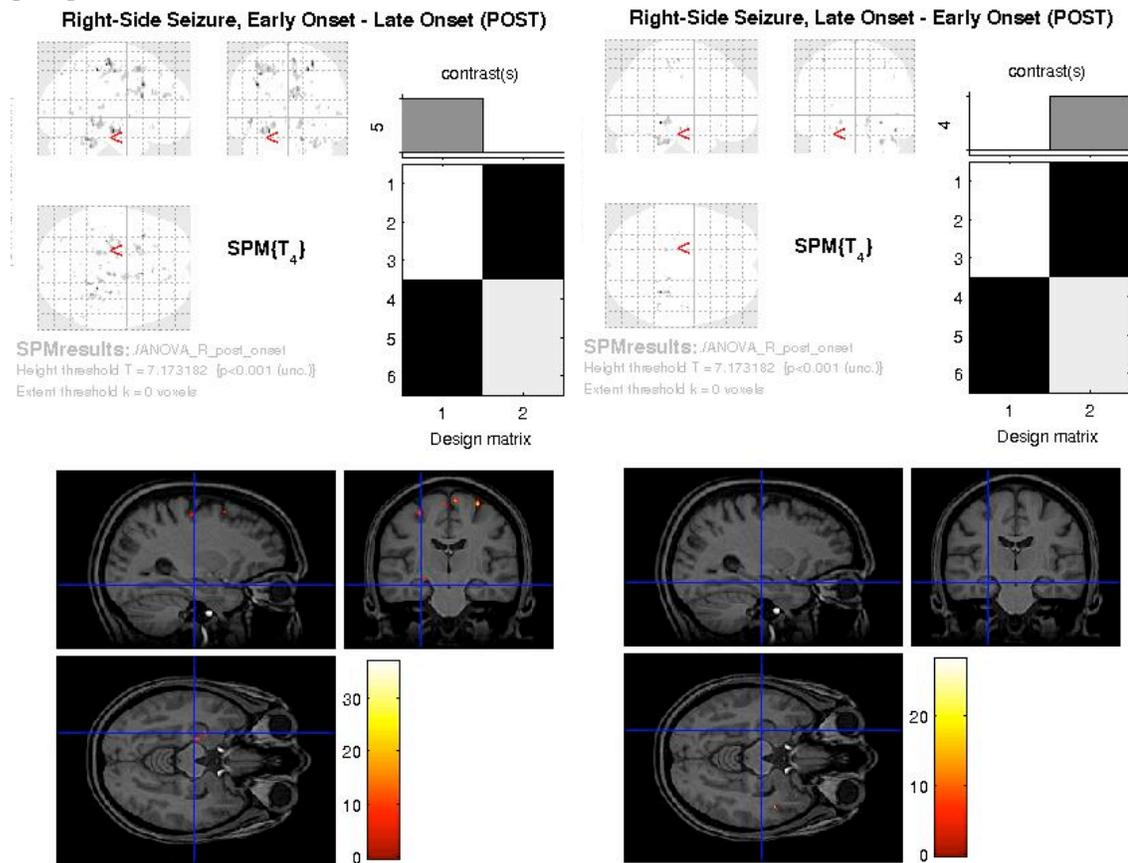 Right-Side Seizure, Early Onset - Late Onset (POST)
contrast(s)
5
<
<
<
SPM{T4}
1
2
3
4
5
6
1 2
Design matrix
SPMresults: ./ANOVA_R_post_onset
Height threshold T = 7.173182 {p<0.001 (unc.)}
Extent threshold k = 0 voxels
30
20
10
0
Right-Side Seizure, Late Onset - Early Onset (POST)
contrast(s)
4
<
<
<
SPM{T4}
1
2
3
4
5
6
1 2
Design matrix
SPMresults: ./ANOVA_R_post_onset
Height threshold T = 7.173182 {p<0.001 (unc.)}
Extent threshold k = 0 voxels
20
10
0